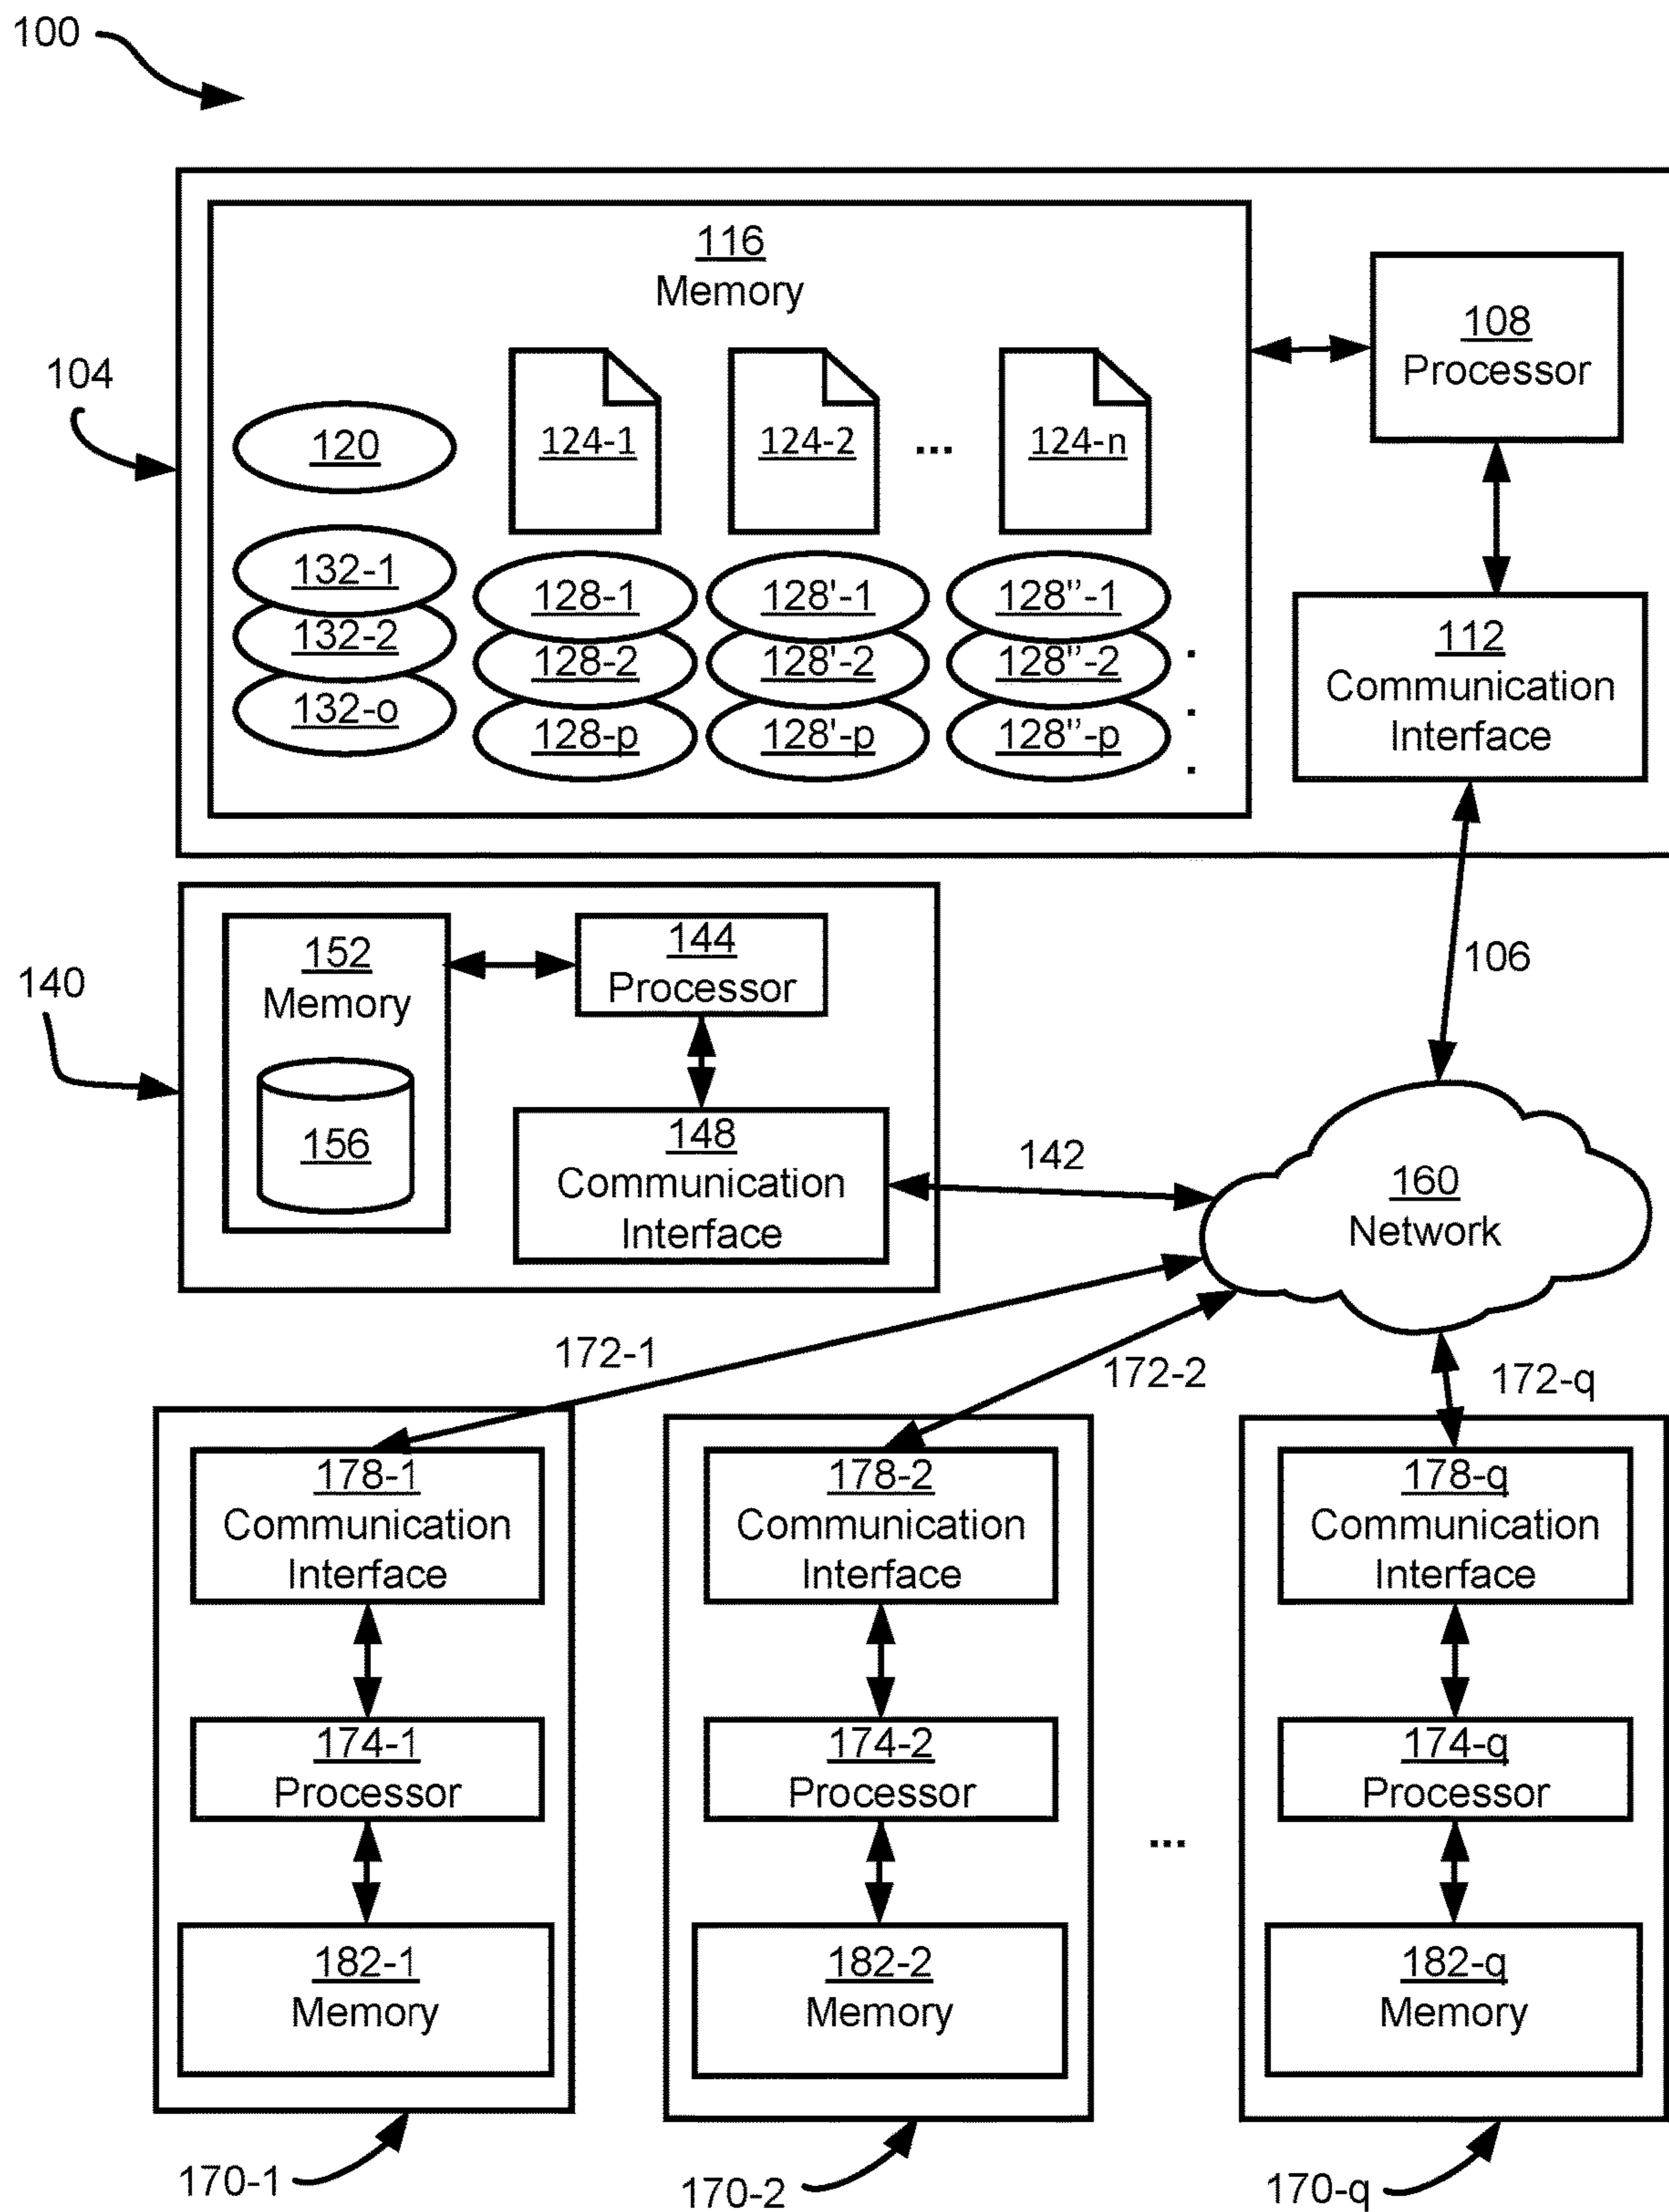 100
116
Memory
108
Processor
104
120
124-1
124-2
...
124-n
132-1
132-2
132-o
128-1
128-2
128-p
128'-1
128'-2
128'-p
128"-1
128"-2
128"-p
.
.
.
112
Communication
Interface
106
140
152
Memory
156
144
Processor
148
Communication
Interface
142
160
Network
172-1
172-2
172-q
178-1
Communication
Interface
174-1
Processor
182-1
Memory
178-2
Communication
Interface
174-2
Processor
182-2
Memory
...
178-q
Communication
Interface
174-q
Processor
182-q
Memory
170-1
170-2
170-q